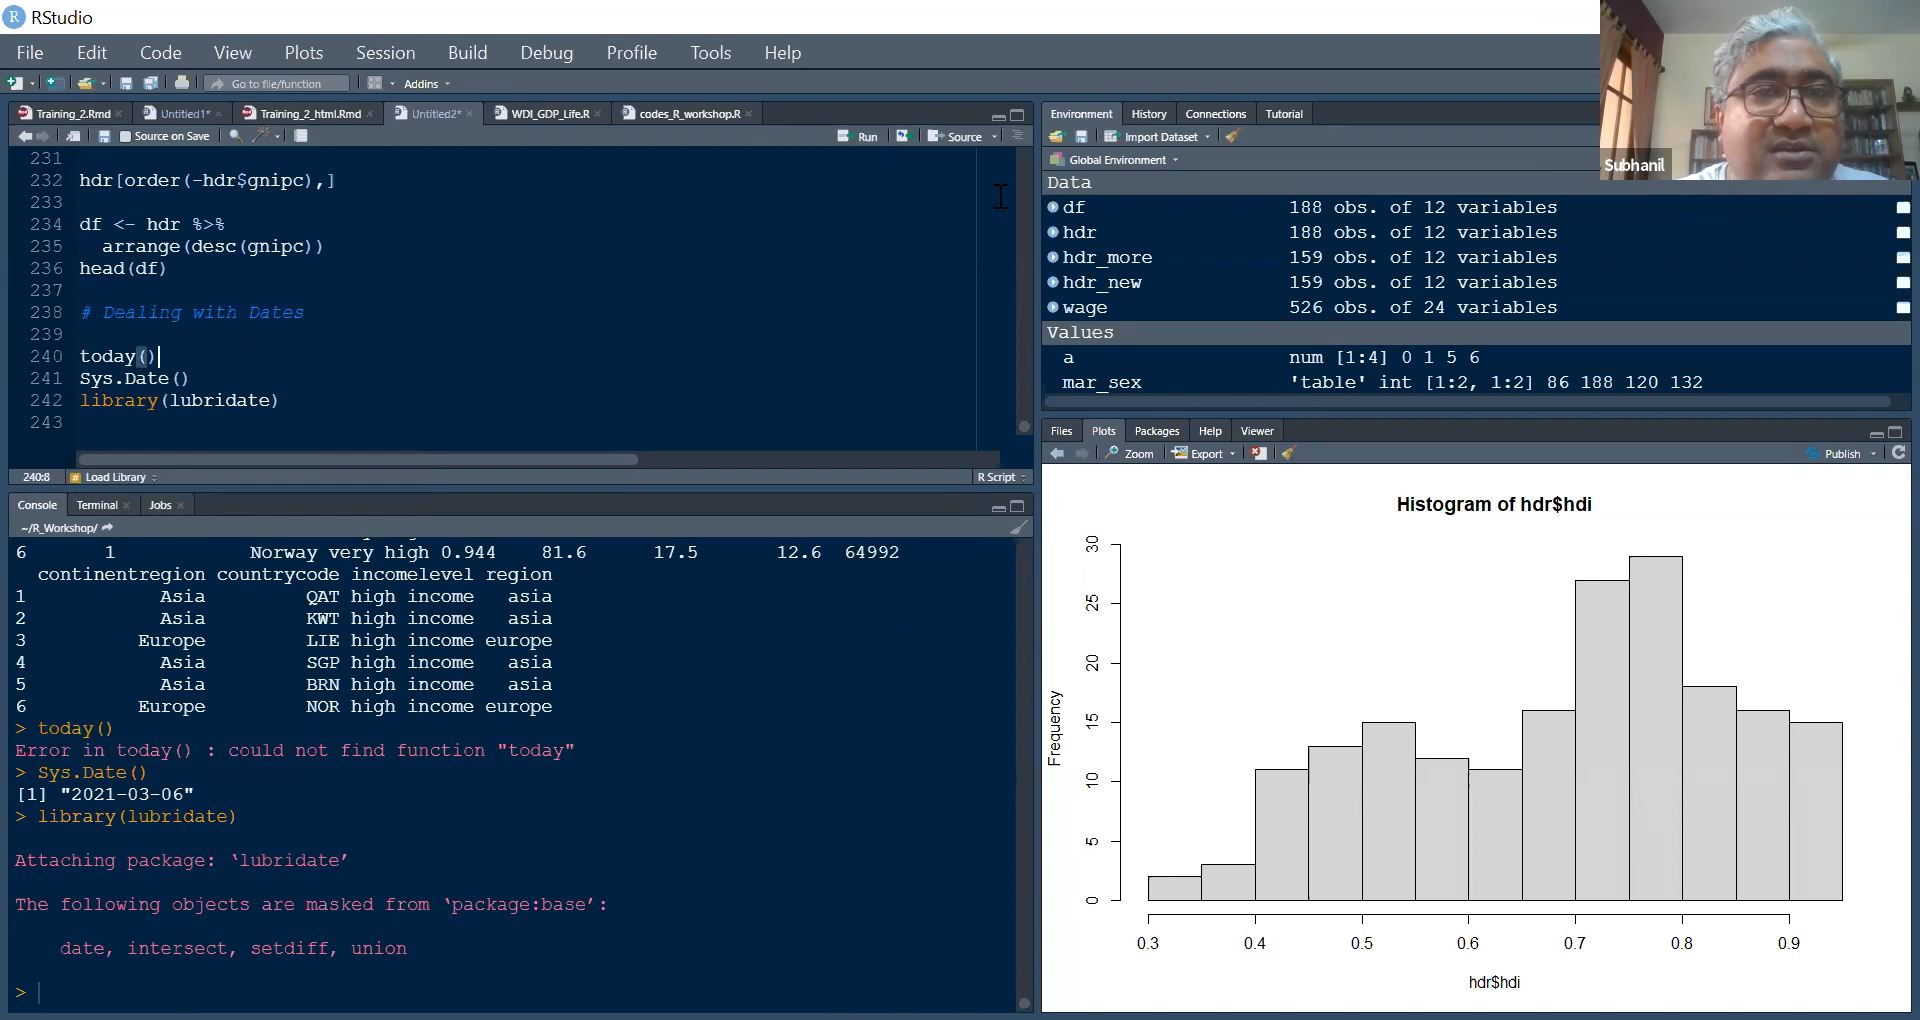 RStudio
File Edit Code View Plots Session Build Debug Profile Tools Help
Go to file/function Addins
Training_2.Rmd Untitled1* Training_2_html.Rmd Untitled2* WDI_GDP_Life.R codes_R_workshop.R
Source on Save Run Source
231
232 hdr[order(-hdr$gnipc),]
233
234 df <- hdr %>%
235 arrange(desc(gnipc))
236 head(df)
237
238 # Dealing with Dates
239
240 today()
241 Sys.Date()
242 library(lubridate)
243
240:8 # Load Library R Script
Console Terminal Jobs
~/R_Workshop/
6 1 Norway very high 0.944 81.6 17.5 12.6 64992
continentregion countrycode incomelevel region
1 Asia QAT high income asia
2 Asia KWT high income asia
3 Europe LIE high income europe
4 Asia SGP high income asia
5 Asia BRN high income asia
6 Europe NOR high income europe
> today()
Error in today() : could not find function "today"
> Sys.Date()
[1] "2021-03-06"
> library(lubridate)
Attaching package: ‘lubridate’
The following objects are masked from ‘package:base’:
date, intersect, setdiff, union
>
Environment History Connections Tutorial
Import Dataset
Global Environment
Data
df 188 obs. of 12 variables
hdr 188 obs. of 12 variables
hdr_more 159 obs. of 12 variables
hdr_new 159 obs. of 12 variables
wage 526 obs. of 24 variables
Values
a num [1:4] 0 1 5 6
mar_sex 'table' int [1:2, 1:2] 86 188 120 132
Files Plots Packages Help Viewer
Zoom Export Publish
Histogram of hdr$hdi
Frequency
30
25
20
15
10
5
0
0.3 0.4 0.5 0.6 0.7 0.8 0.9
hdr$hdi
Subhanil